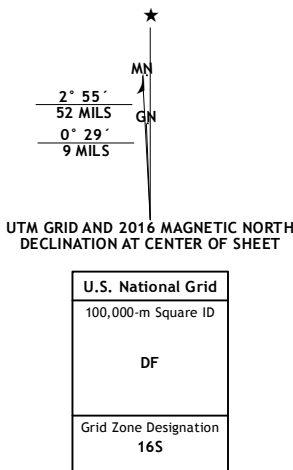 ★
MN
2° 55´
52 MILS
GN
0° 29´
9 MILS
UTM GRID AND 2016 MAGNETIC NORTH
DECLINATION AT CENTER OF SHEET
U.S. National Grid
100,000-m Square ID
DF
Grid Zone Designation
16S